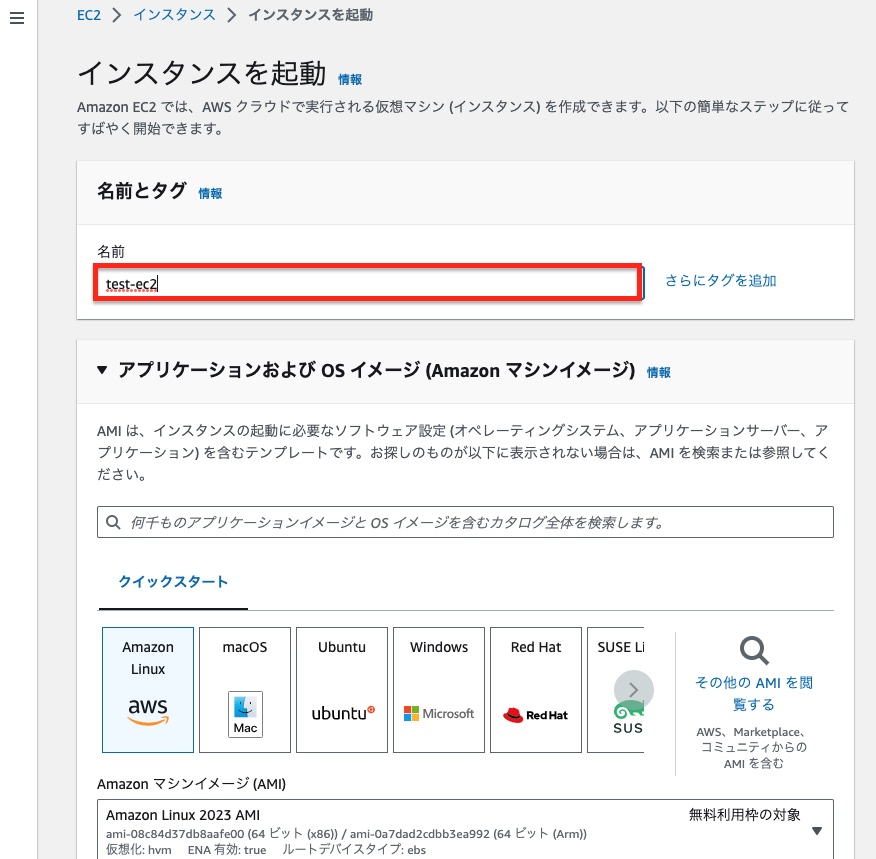 EC2 > インスタンス > インスタンスを起動
インスタンスを起動 情報
Amazon EC2 では、AWS クラウドで実行される仮想マシン (インスタンス) を作成できます。以下の簡単なステップに従って
すばやく開始できます。
名前とタグ 情報
名前
test-ec2
さらにタグを追加
▼ アプリケーションおよび OS イメージ (Amazon マシンイメージ) 情報
AMI は、インスタンスの起動に必要なソフトウェア設定 (オペレーティングシステム、アプリケーションサーバー、ア
プリケーション) を含むテンプレートです。お探しのものが以下に表示されない場合は、AMI を検索または参照してく
ださい。
何千ものアプリケーションイメージと OS イメージを含むカタログ全体を検索します。
クイックスタート
Amazon
Linux
aws
macOS
Mac
Ubuntu
ubuntu
Windows
Microsoft
Red Hat
Red Hat
SUSE Li
SUS
その他の AMI を閲
覧する
AWS、Marketplace、
コミュニティからの
AMI を含む
Amazon マシンイメージ (AMI)
Amazon Linux 2023 AMI
無料利用枠の対象
ami-08c84d37db8aafe00 (64 ビット (x86)) / ami-0a7dad2cdbb3ea992 (64 ビット (Arm))
仮想化: hvm ENA 有効: true ルートデバイスタイプ: ebs